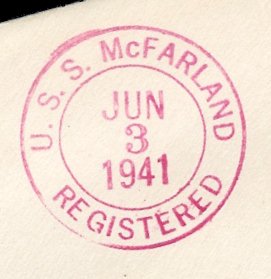 U.S.S. McFARLAND
JUN
3
1941
REGISTERED